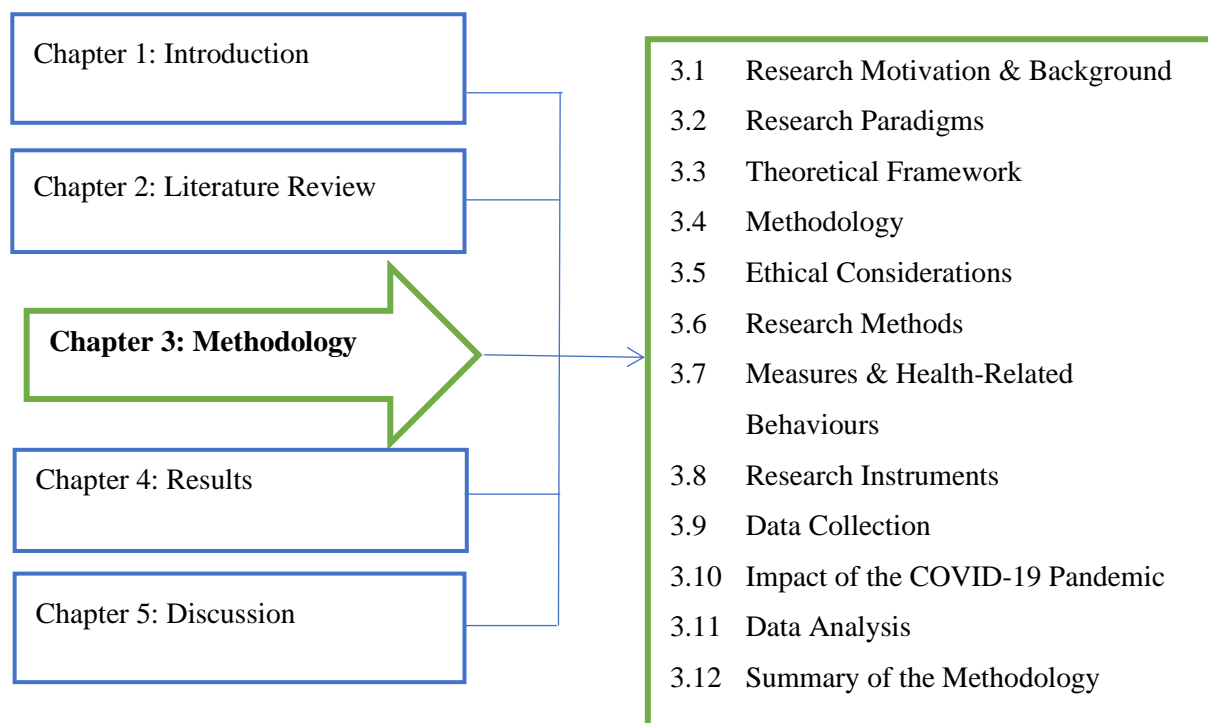 Chapter 1: Introduction
Chapter 2: Literature Review
Chapter 3: Methodology
Chapter 4: Results
Chapter 5: Discussion
3.1 Research Motivation & Background
3.2 Research Paradigms
3.3 Theoretical Framework
3.4 Methodology
3.5 Ethical Considerations
3.6 Research Methods
3.7 Measures & Health-Related
Behaviours
3.8 Research Instruments
3.9 Data Collection
3.10 Impact of the COVID-19 Pandemic
3.11 Data Analysis
3.12 Summary of the Methodology